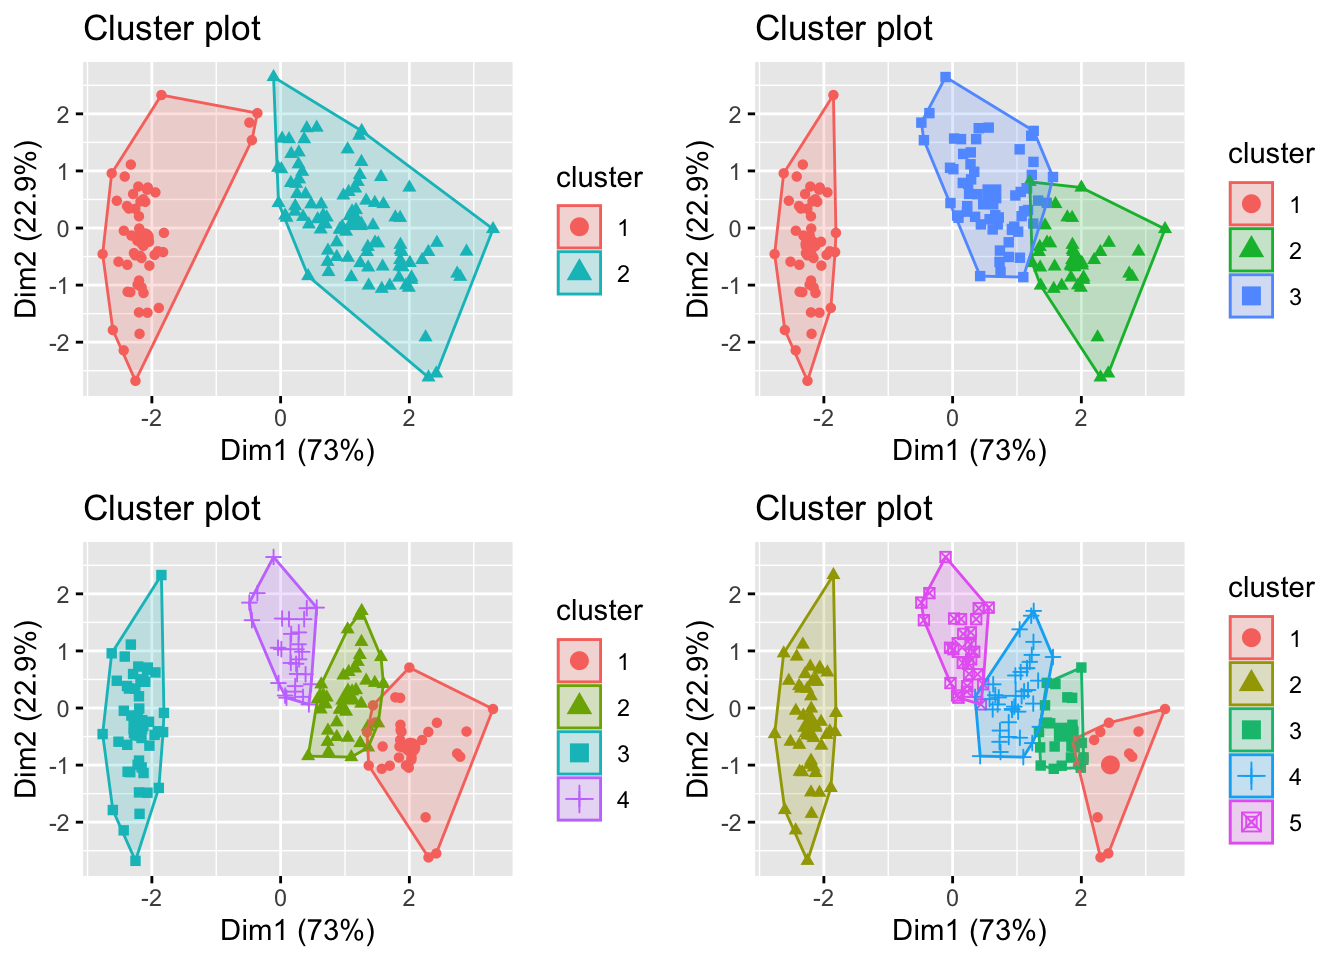 Cluster plot
2
1
0
-1
-2
Dim2 (22.9%)
-2 0 2
Dim1 (73%)
cluster
1
2
Cluster plot
2
1
0
-1
-2
Dim2 (22.9%)
-2 0 2
Dim1 (73%)
cluster
1
2
3
Cluster plot
2
1
0
-1
-2
Dim2 (22.9%)
-2 0 2
Dim1 (73%)
cluster
1
2
3
4
Cluster plot
2
1
0
-1
-2
Dim2 (22.9%)
-2 0 2
Dim1 (73%)
cluster
1
2
3
4
5